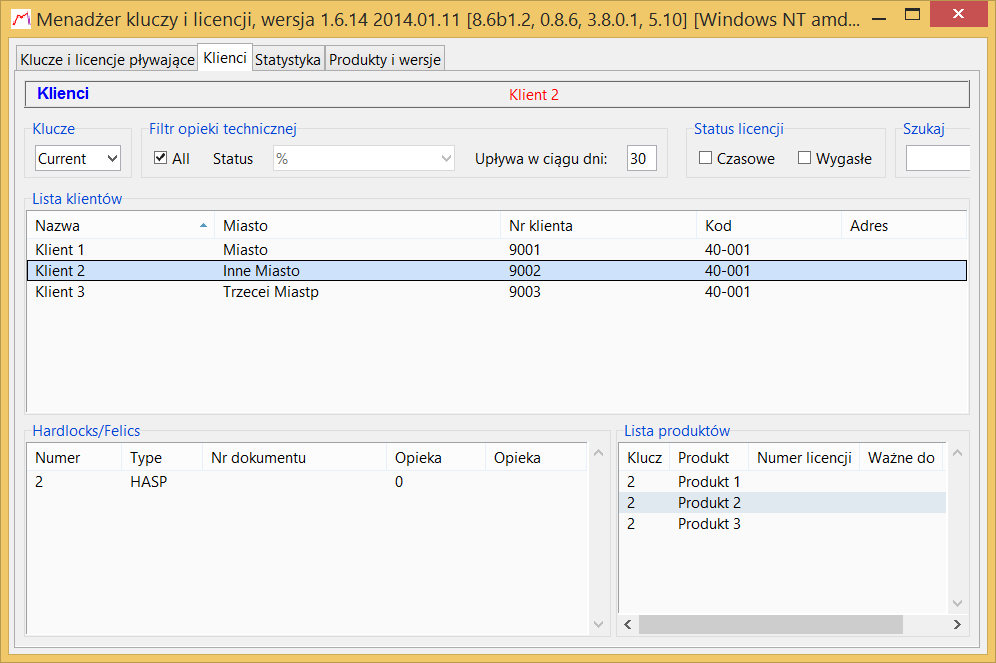 Menadżer kluczy i licencji, wersja 1.6.14 2014.01.11 [8.6b1.2, 0.8.6, 3.8.0.1, 5.10] [Windows NT amd...
Klucze i licencje pływające Klienci Statystyka Produkty i wersje
Klienci Klient 2
Klucze Filtr opieki technicznej Status licencji Szukaj
Current All Status % Upływa w ciągu dni: 30 Czasowe Wygasłe
Lista klientów
Nazwa Miasto Nr klienta Kod Adres
Klient 1 Miasto 9001 40-001
Klient 2 Inne Miasto 9002 40-001
Klient 3 Trzecei Miastp 9003 40-001
Hardlocks/Felics Lista produktów
Numer Type Nr dokumentu Opieka Opieka Klucz Produkt Numer licencji Ważne do
2 HASP 0 2 Produkt 1
2 Produkt 2
2 Produkt 3